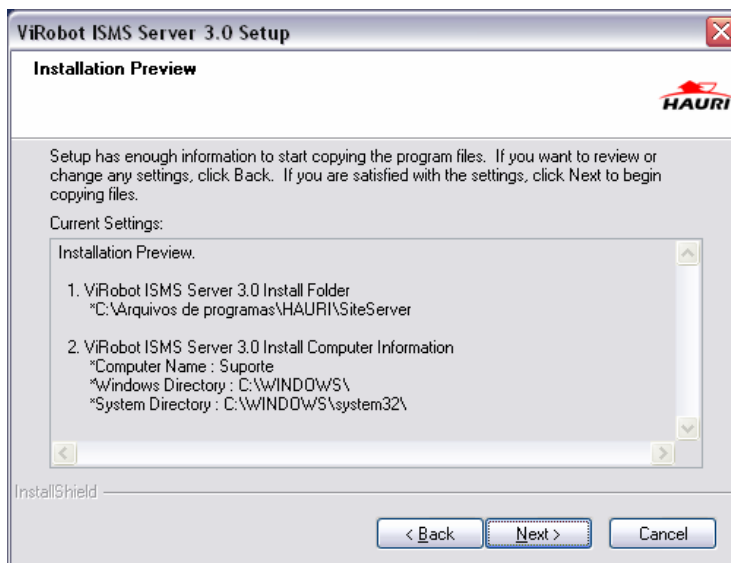 ViRobot ISMS Server 3.0 Setup
Installation Preview
HAURI
Setup has enough information to start copying the program files.  If you want to review or
change any settings, click Back.  If you are satisfied with the settings, click Next to begin
copying files.
Current Settings:
Installation Preview.
1. ViRobot ISMS Server 3.0 Install Folder
*C:\Arquivos de programas\HAURI\SiteServer
2. ViRobot ISMS Server 3.0 Install Computer Information
*Computer Name : Suporte
*Windows Directory : C:\WINDOWS\
*System Directory : C:\WINDOWS\system32\
InstallShield
< Back
Next >
Cancel